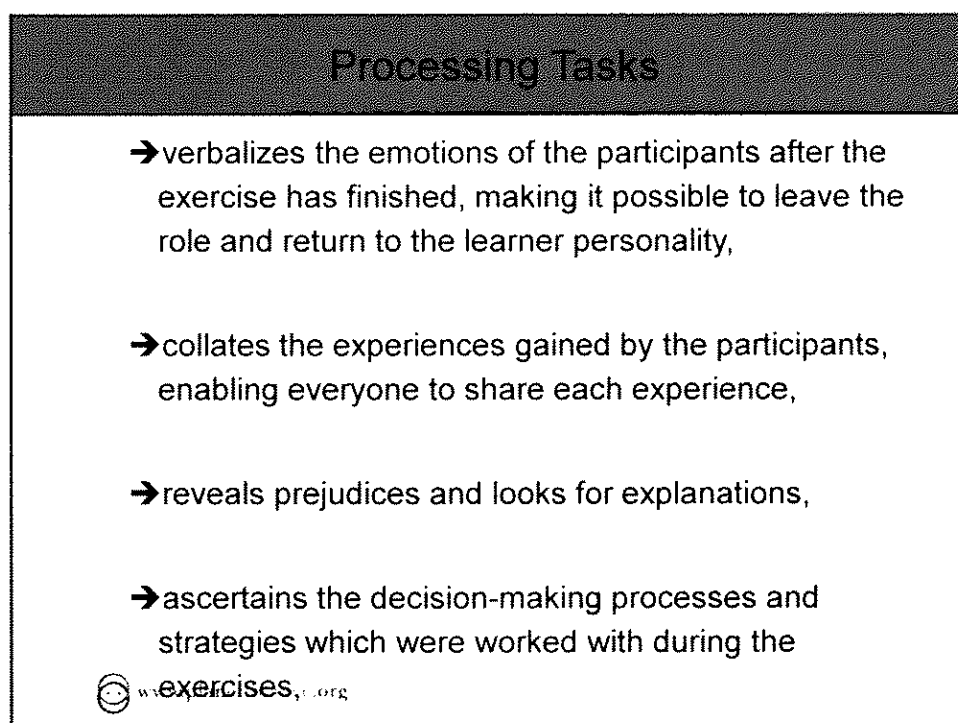 Processing Tasks
➔verbalizes the emotions of the participants after the
exercise has finished, making it possible to leave the
role and return to the learner personality,
➔collates the experiences gained by the participants,
enabling everyone to share each experience,
➔reveals prejudices and looks for explanations,
➔ascertains the decision-making processes and
strategies which were worked with during the
exercises,
.org